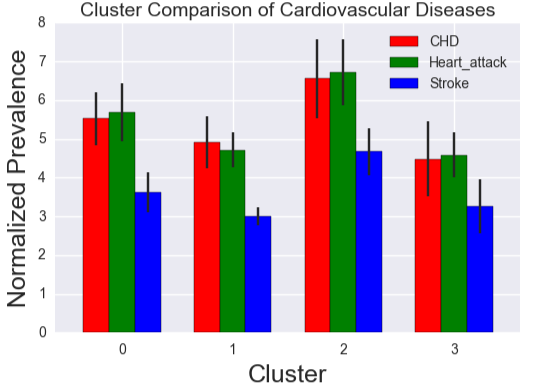 Cluster Comparison of Cardiovascular Diseases
8
7
6
5
4
3
2
1
0
Normalized Prevalence
CHD
Heart_attack
Stroke
0 1 2 3
Cluster